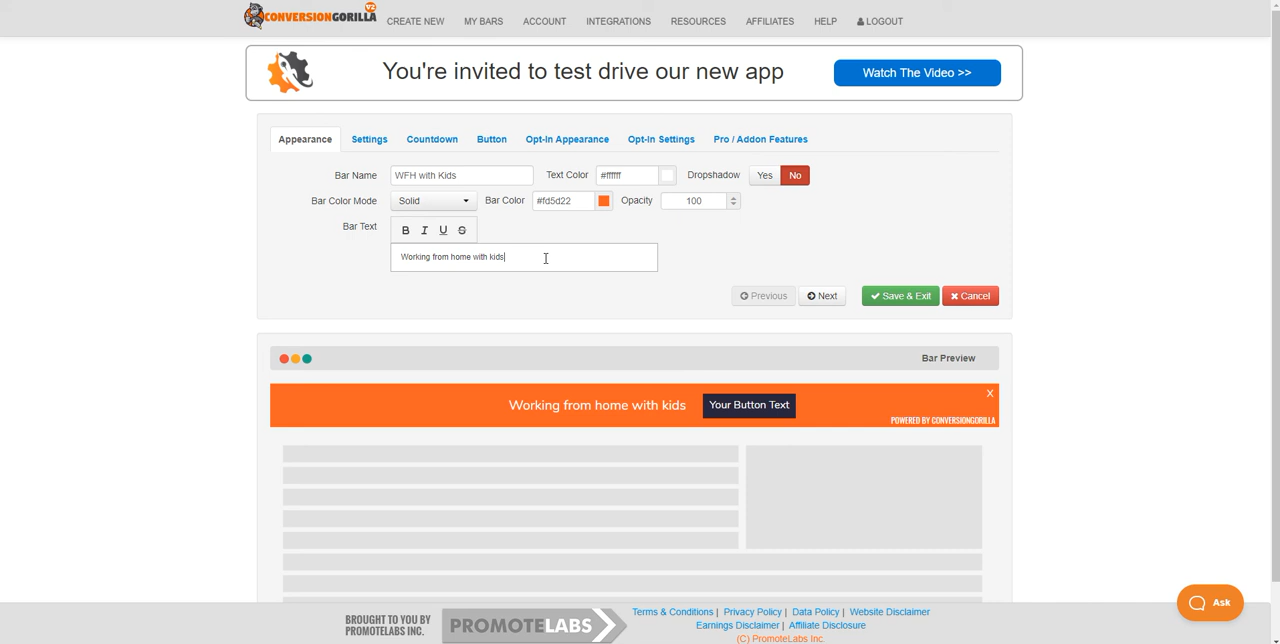 CONVERSIONGORILLA V2
CREATE NEW MY BARS ACCOUNT INTEGRATIONS RESOURCES AFFILIATES HELP LOGOUT
You're invited to test drive our new app Watch The Video >>
Appearance Settings Countdown Button Opt-In Appearance Opt-In Settings Pro / Addon Features
Bar Name WFH with Kids Text Color #ffffff Dropshadow Yes No
Bar Color Mode Solid Bar Color #fd5d22 Opacity 100
Bar Text B I U S
Working from home with kids
Previous Next Save & Exit Cancel
Bar Preview
X
Working from home with kids Your Button Text
POWERED BY CONVERSIONGORILLA
Ask
BROUGHT TO YOU BY
PROMOTELABS INC.
PROMOTELABS
Terms & Conditions | Privacy Policy | Data Policy | Website Disclaimer
Earnings Disclaimer | Affiliate Disclosure
(C) PromoteLabs Inc.